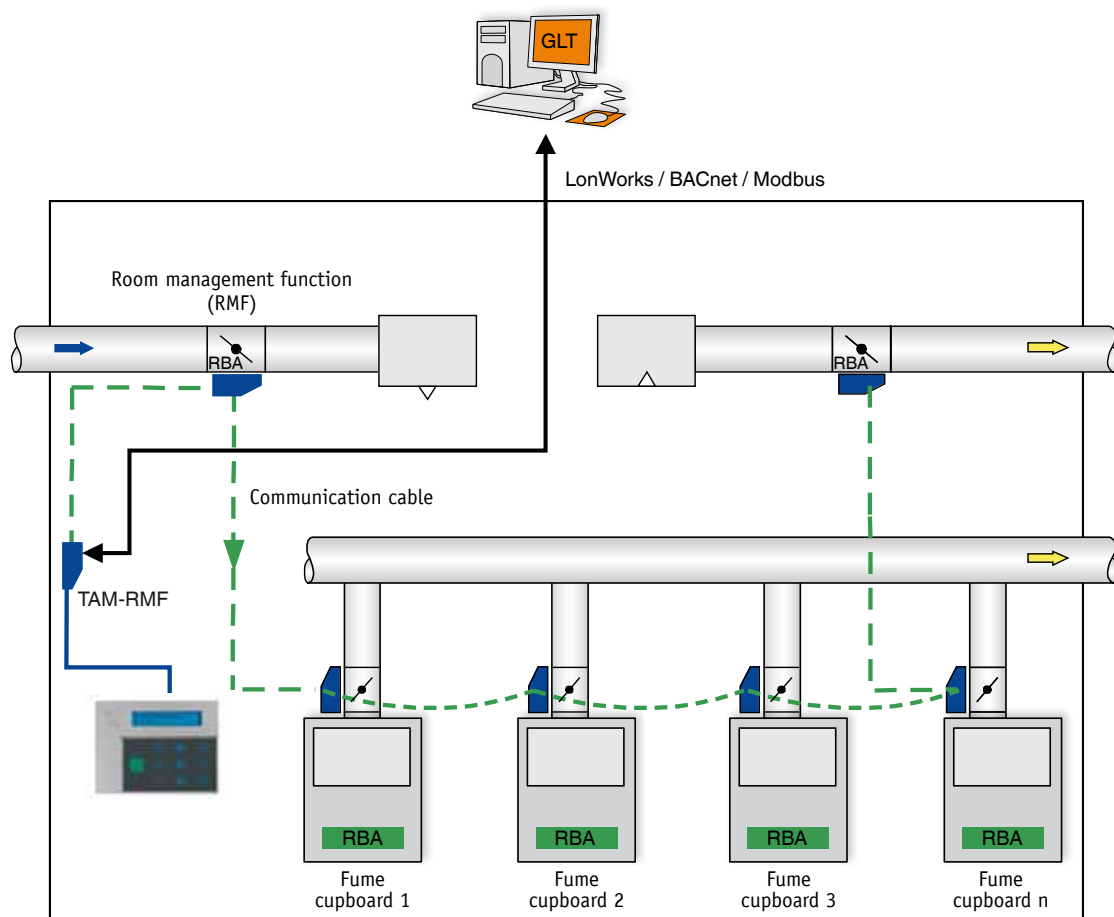 GLT
LonWorks / BACnet / Modbus
Room management function
(RMF)
RBA
RBA
Communication cable
TAM-RMF
RBA
RBA
RBA
RBA
Fume
cupboard 1
Fume
cupboard 2
Fume
cupboard 3
Fume
cupboard n